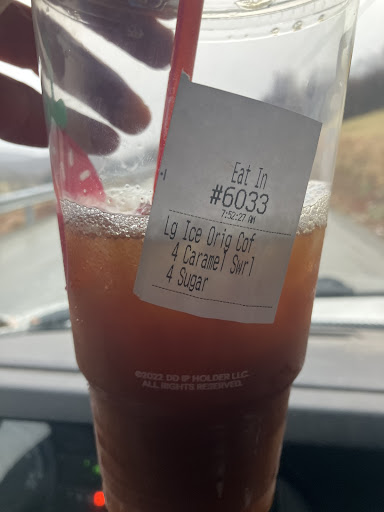 Eat In
#6033
7:52:27 AM
Lg Ice Orig Cof
4 Caramel Swrl
4 Sugar
©2022 DD IP HOLDER LLC.
ALL RIGHTS RESERVED.